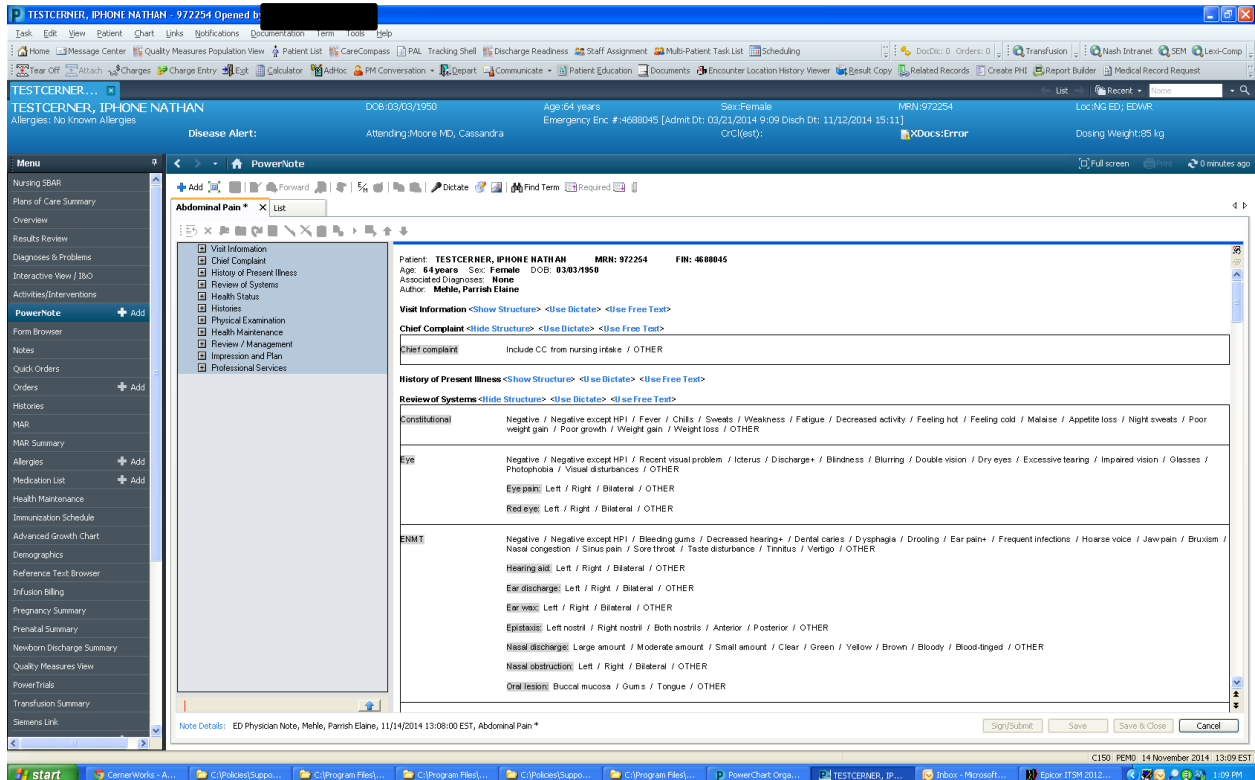 TESTCERNER, IPHONE NATHAN - 972254 Opened by
Task Edit View Patient Chart Links Notifications Documentation Term Tools Help
Home Message Center Quality Measures Population View Patient List CareCompass PAL Tracking Shell Discharge Readiness Staff Assignment Multi-Patient Task List Scheduling DocDic: 0 Orders: 0 Transfusion Nash Intranet SEM Lexi-Comp
Tear Off Attach Charges Charge Entry Exit Calculator AdHoc PM Conversation Depart Communicate Patient Education Documents Encounter Location History Viewer Result Copy Related Records Create PHI Report Builder Medical Record Request
TESTCERNER... List Recent Name
TESTCERNER, IPHONE NATHAN DOB:03/03/1950 Age:64 years Sex:Female MRN:972254 Loc:NG ED; EDWR
Allergies: No Known Allergies Emergency Enc #:4688045 [Admit Dt: 03/21/2014 9:09 Disch Dt: 11/12/2014 15:11]
Disease Alert: Attending:Moore MD, Cassandra CrCl(est): XDocs:Error Dosing Weight:85 kg
Menu PowerNote Full screen Print 0 minutes ago
Nursing SBAR
Plans of Care Summary
Overview
Results Review
Diagnoses & Problems
Interactive View / I&O
Activities/Interventions
PowerNote Add
Form Browser
Notes
Quick Orders
Orders Add
Histories
MAR
MAR Summary
Allergies Add
Medication List Add
Health Maintenance
Immunization Schedule
Advanced Growth Chart
Demographics
Reference Text Browser
Infusion Billing
Pregnancy Summary
Prenatal Summary
Newborn Discharge Summary
Quality Measures View
PowerTrials
Transfusion Summary
Siemens Link
Add Forward Dictate Find Term Required
Abdominal Pain * X List
Visit Information
Chief Complaint
History of Present Illness
Review of Systems
Health Status
Histories
Physical Examination
Health Maintenance
Review / Management
Impression and Plan
Professional Services
Patient: TESTCERNER, IPHONE NATHAN MRN: 972254 FIN: 4688045
Age: 64 years Sex: Female DOB: 03/03/1950
Associated Diagnoses: None
Author: Mehle, Parrish Elaine
Visit Information <Show Structure> <Use Dictate> <Use Free Text>
Chief Complaint <Hide Structure> <Use Dictate> <Use Free Text>
Chief complaint Include CC from nursing intake / OTHER
History of Present Illness <Show Structure> <Use Dictate> <Use Free Text>
Review of Systems <Hide Structure> <Use Dictate> <Use Free Text>
Constitutional Negative / Negative except HPI / Fever / Chills / Sweats / Weakness / Fatigue / Decreased activity / Feeling hot / Feeling cold / Malaise / Appetite loss / Night sweats / Poor
weight gain / Poor growth / Weight gain / Weight loss / OTHER
Eye Negative / Negative except HPI / Recent visual problem / Icterus / Discharge+ / Blindness / Blurring / Double vision / Dry eyes / Excessive tearing / Impaired vision / Glasses /
Photophobia / Visual disturbances / OTHER
Eye pain: Left / Right / Bilateral / OTHER
Red eye: Left / Right / Bilateral / OTHER
ENMT Negative / Negative except HPI / Bleeding gums / Decreased hearing+ / Dental caries / Dysphagia / Drooling / Ear pain+ / Frequent infections / Hoarse voice / Jaw pain / Bruxism /
Nasal congestion / Sinus pain / Sore throat / Taste disturbance / Tinnitus / Vertigo / OTHER
Hearing aid: Left / Right / Bilateral / OTHER
Ear discharge: Left / Right / Bilateral / OTHER
Ear wax: Left / Right / Bilateral / OTHER
Epistaxis: Left nostril / Right nostril / Both nostrils / Anterior / Posterior / OTHER
Nasal discharge: Large amount / Moderate amount / Small amount / Clear / Green / Yellow / Brown / Bloody / Blood-tinged / OTHER
Nasal obstruction: Left / Right / Bilateral / OTHER
Oral lesion: Buccal mucosa / Gums / Tongue / OTHER
Note Details: ED Physician Note, Mehle, Parrish Elaine, 11/14/2014 13:08:00 EST, Abdominal Pain * Sign/Submit Save Save & Close Cancel
C150 PEM0 14 November 2014 13:09 EST
start CernerWorks - A... C:\Policies\Suppo... C:\Program Files\... C:\Program Files\... C:\Policies\Suppo... C:\Program Files\... PowerChart Orga... TESTCERNER, IP... Inbox - Microsoft... Epicor ITSM 2012... 1:09 PM